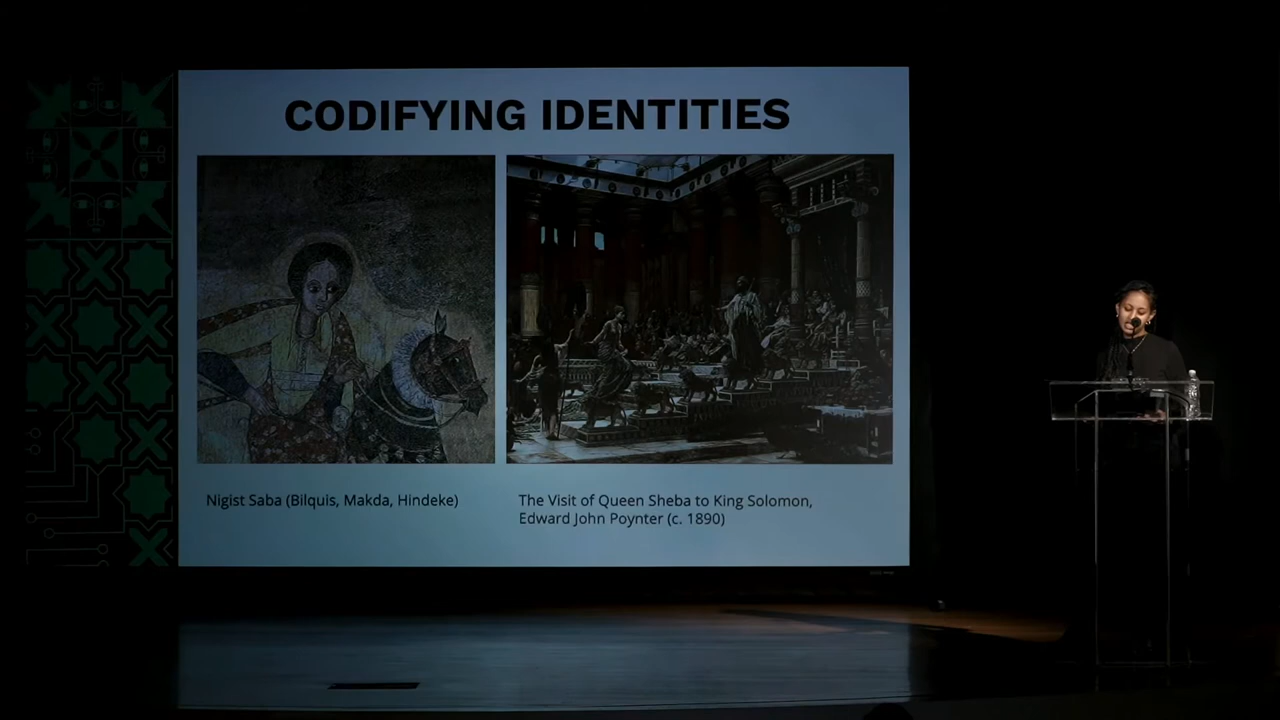 CODIFYING IDENTITIES
Nigist Saba (Bilquis, Makda, Hindeke)
The Visit of Queen Sheba to King Solomon,
Edward John Poynter (c. 1890)